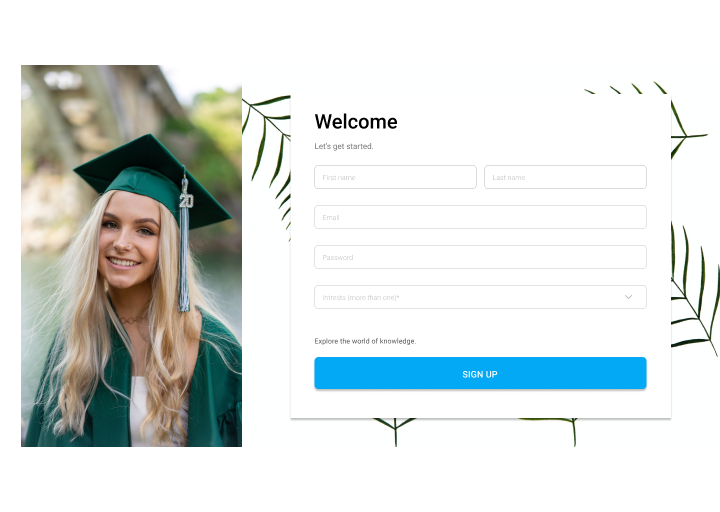 20
Welcome
Let's get started.
First name
Last name
Email
Password
Intrests (more than one)*
Explore the world of knowledge.
SIGN UP